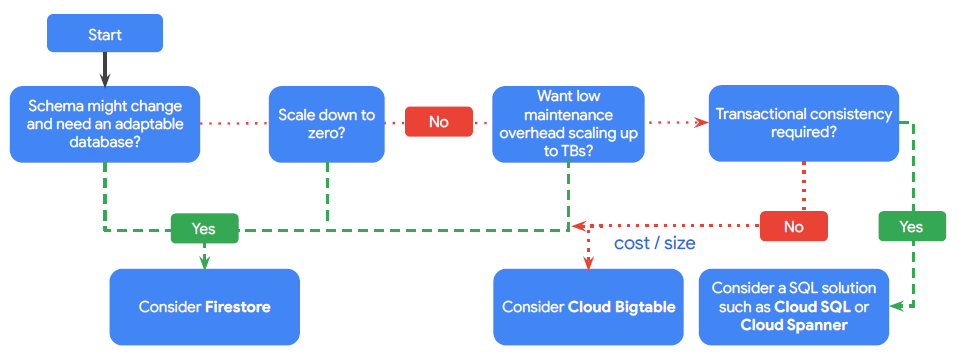 Start
Schema might change
and need an adaptable
database?
Scale down to
zero?
No
Want low
maintenance
overhead scaling up
to TBs?
Transactional consistency
required?
Yes
No
Yes
cost / size
Consider Firestore
Consider Cloud Bigtable
Consider a SQL solution
such as Cloud SQL or
Cloud Spanner